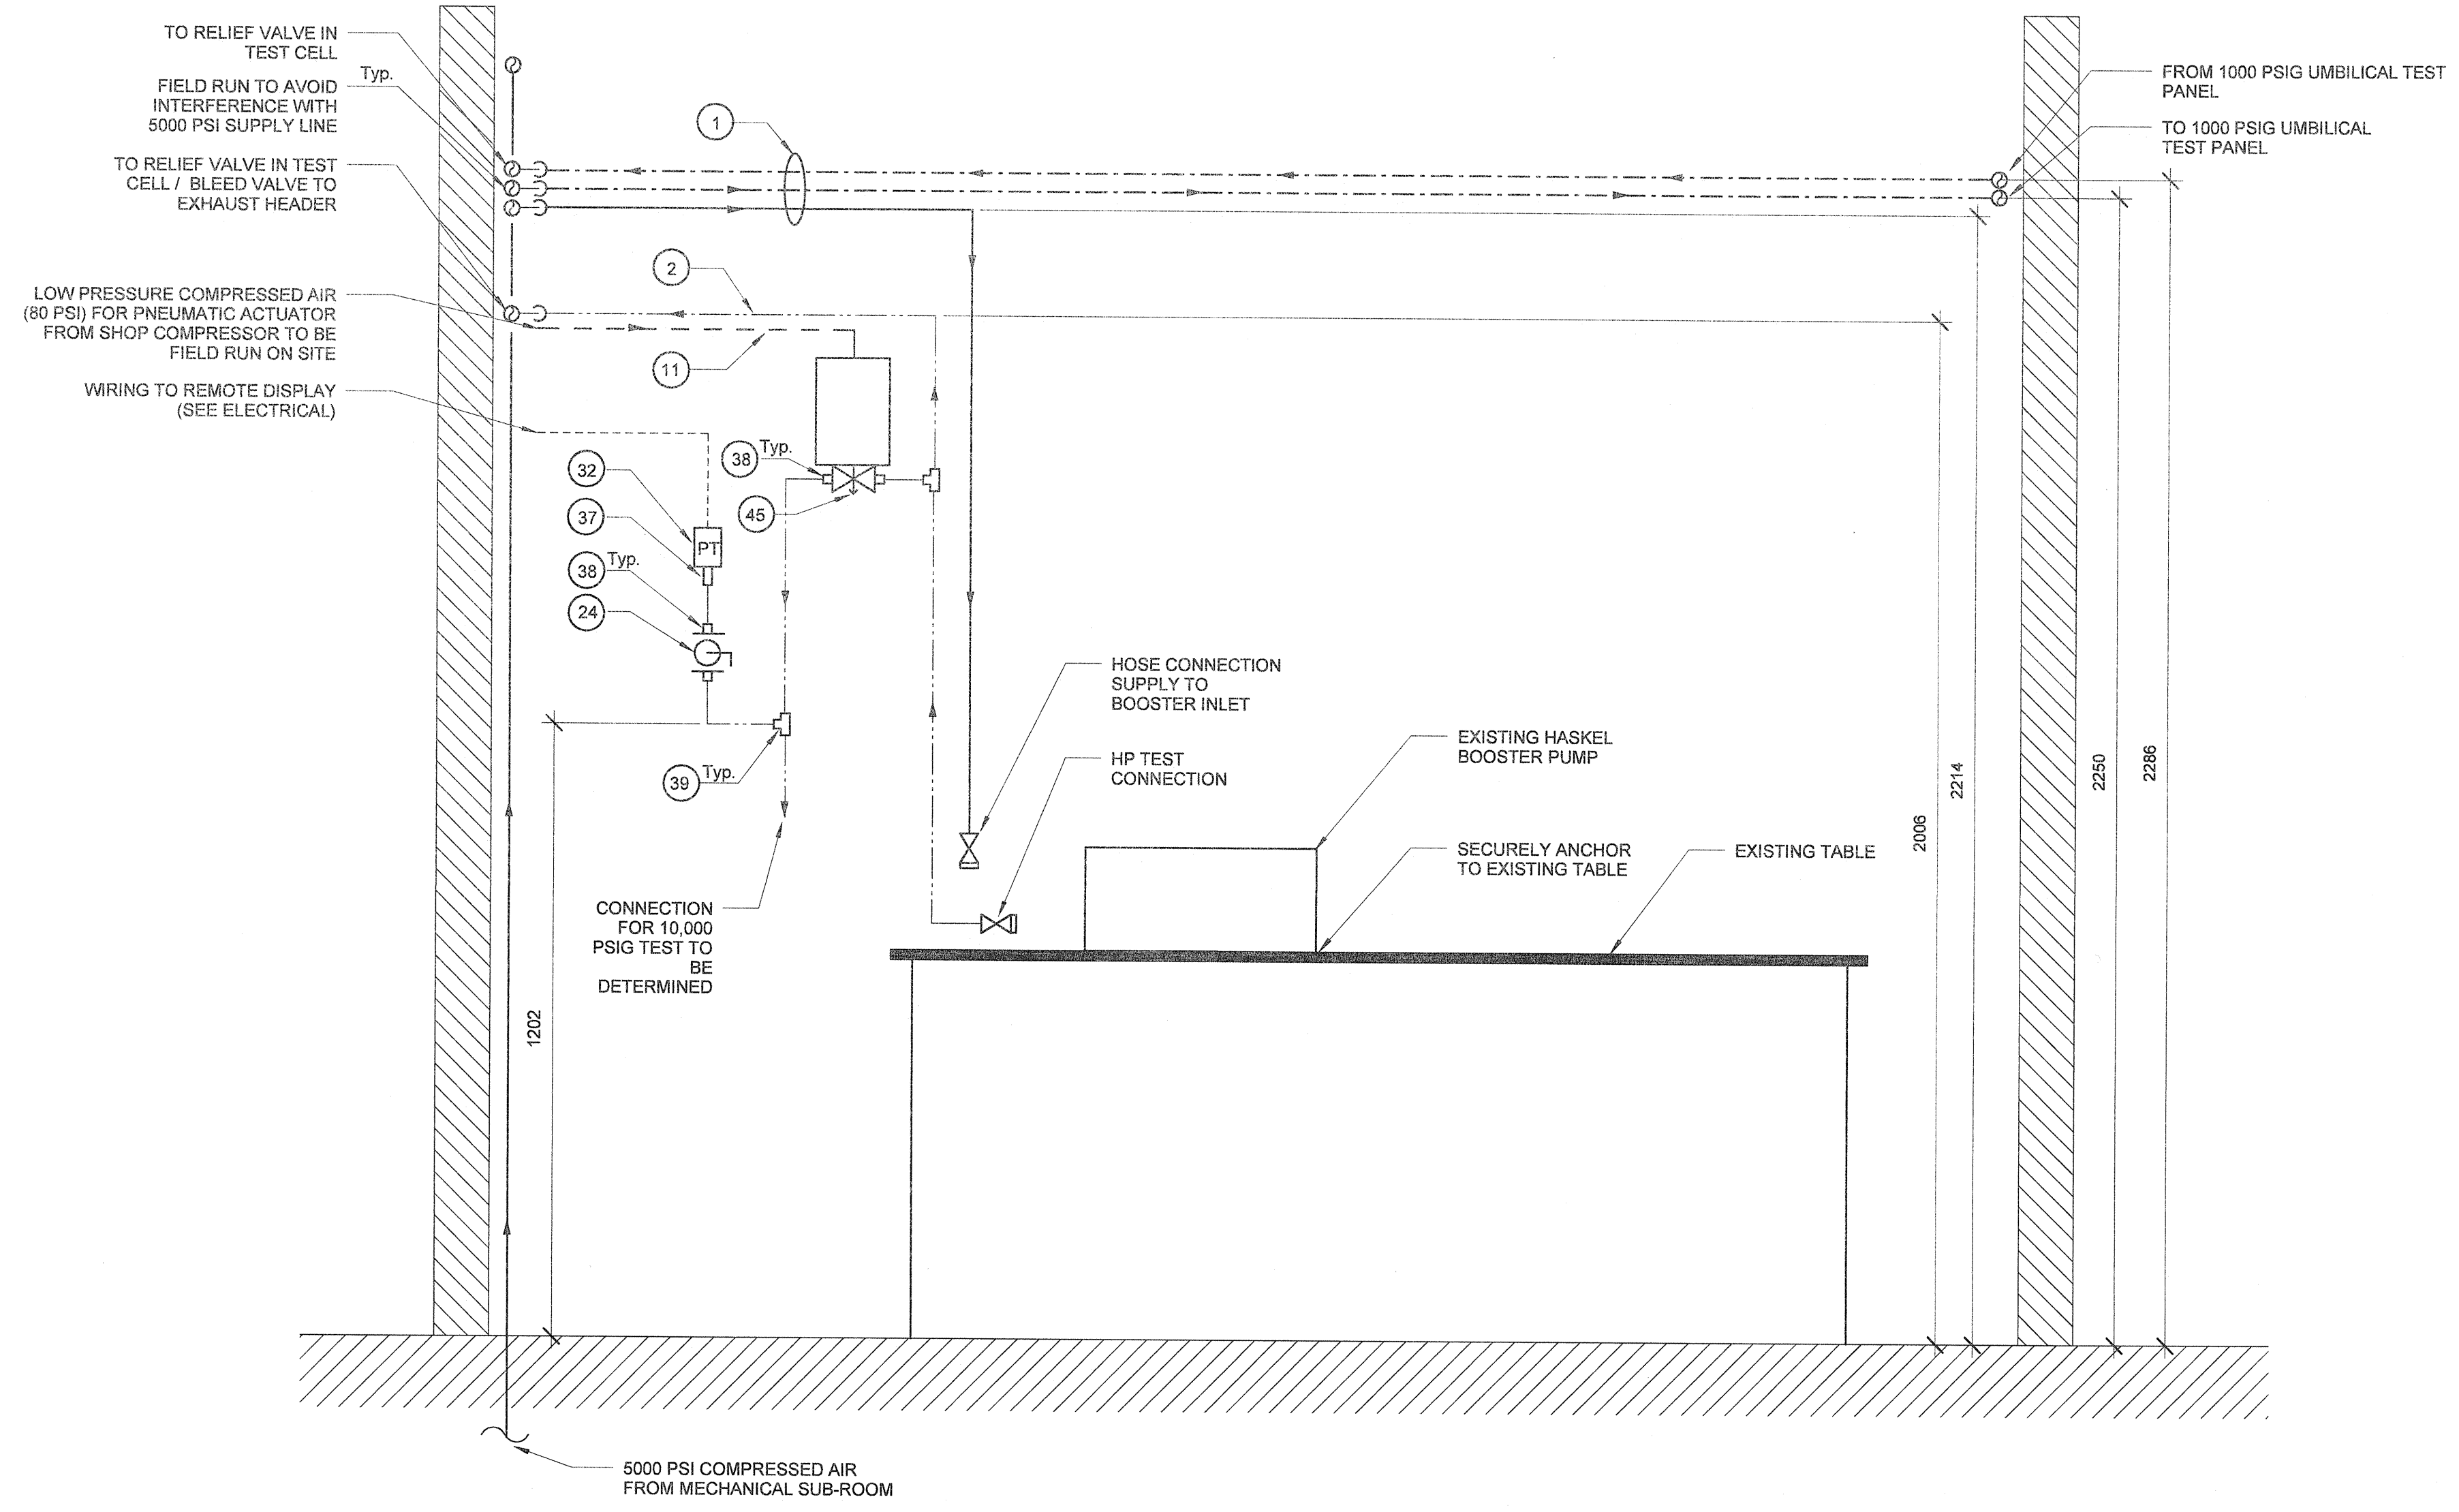 TO RELIEF VALVE IN
TEST CELL
Typ.
FIELD RUN TO AVOID
INTERFERENCE WITH
5000 PSI SUPPLY LINE
TO RELIEF VALVE IN TEST
CELL / BLEED VALVE TO
EXHAUST HEADER
LOW PRESSURE COMPRESSED AIR
(80 PSI) FOR PNEUMATIC ACTUATOR
FROM SHOP COMPRESSOR TO BE
FIELD RUN ON SITE
WIRING TO REMOTE DISPLAY
(SEE ELECTRICAL)
1
2
11
FROM 1000 PSIG UMBILICAL TEST
PANEL
TO 1000 PSIG UMBILICAL
TEST PANEL
38 Typ.
45
32
37
PT
38 Typ.
24
39 Typ.
HOSE CONNECTION
SUPPLY TO
BOOSTER INLET
HP TEST
CONNECTION
EXISTING HASKEL
BOOSTER PUMP
SECURELY ANCHOR
TO EXISTING TABLE
EXISTING TABLE
CONNECTION
FOR 10,000
PSIG TEST TO
BE
DETERMINED
1202
2006
2214
2250
2286
5000 PSI COMPRESSED AIR
FROM MECHANICAL SUB-ROOM